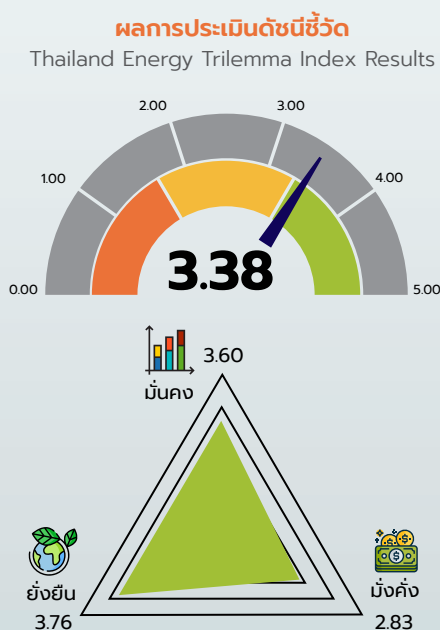 ผลการประเมินดัชนีชี้วัด
Thailand Energy Trilemma Index Results
2.00
3.00
1.00
4.00
0.00
3.38
5.00
3.60
มั่นคง
ยั่งยืน
มั่งคั่ง
3.76
2.83